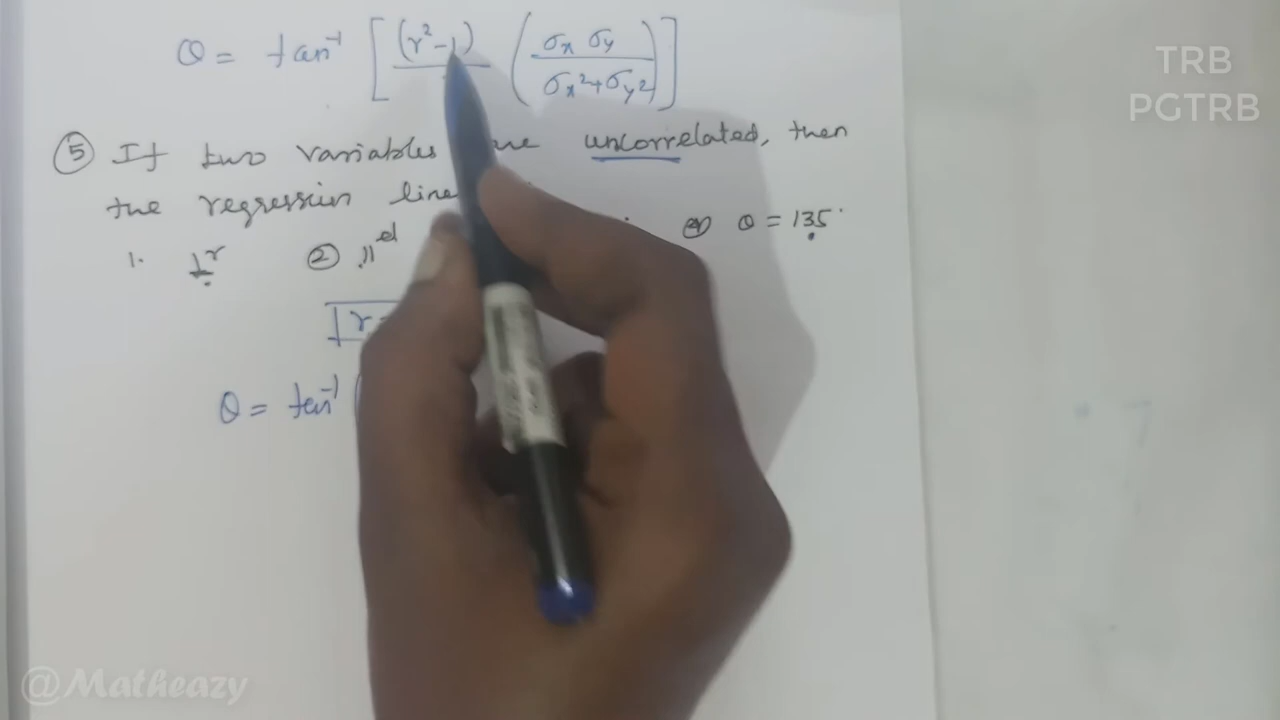 θ = tan⁻¹ [ (r²-1) ( σx σy / σx²+σy² ) ]
TRB
PGTRB
⑤ If two variables are uncorrelated, then
the regression line
1. ⊥r ② ||el ④ θ = 135°
r
θ = tan⁻¹ (
@Matheazy